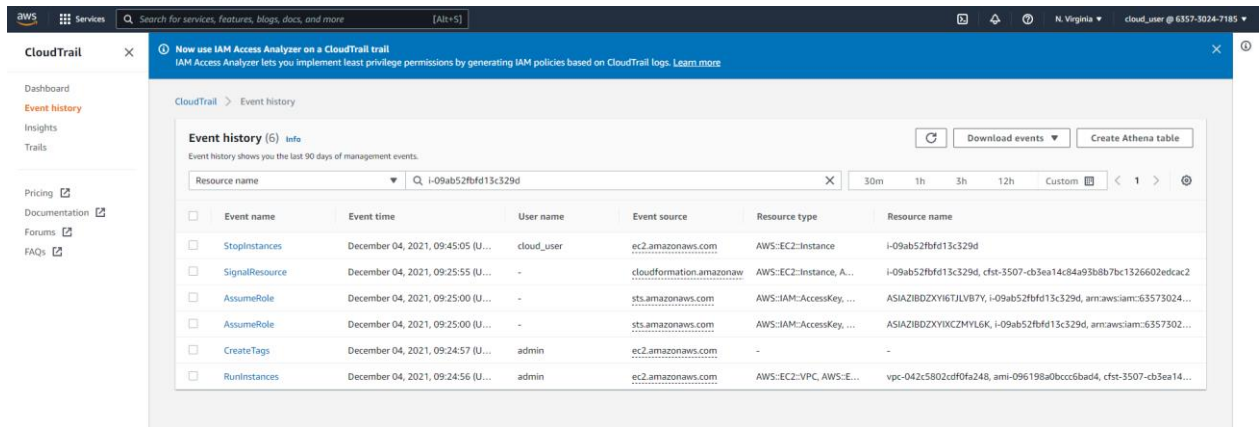 aws Services Search for services, features, blogs, docs, and more [Alt+S] N. Virginia cloud_user @ 6357-3024-7185
CloudTrail
Dashboard
Event history
Insights
Trails
Pricing
Documentation
Forums
FAQs
Now use IAM Access Analyzer on a CloudTrail trail
IAM Access Analyzer lets you implement least privilege permissions by generating IAM policies based on CloudTrail logs. Learn more
CloudTrail > Event history
Event history (6) Info Download events Create Athena table
Event history shows you the last 90 days of management events.
Resource name i-09ab52fbfd13c329d 30m 1h 3h 12h Custom 1
Event name Event time User name Event source Resource type Resource name
StopInstances December 04, 2021, 09:45:05 (U... cloud_user ec2.amazonaws.com AWS::EC2::Instance i-09ab52fbfd13c329d
SignalResource December 04, 2021, 09:25:55 (U... - cloudformation.amazonaw AWS::EC2::Instance, A... i-09ab52fbfd13c329d, cfst-3507-cb3ea14c84a93b8b7bc1326602edcac2
AssumeRole December 04, 2021, 09:25:00 (U... - sts.amazonaws.com AWS::IAM::AccessKey, ... ASIAZIBDZXYI6TJLVB7Y, i-09ab52fbfd13c329d, arn:aws:iam::63573024...
AssumeRole December 04, 2021, 09:25:00 (U... - sts.amazonaws.com AWS::IAM::AccessKey, ... ASIAZIBDZXYIXCZMYL6K, i-09ab52fbfd13c329d, arn:aws:iam::6357302...
CreateTags December 04, 2021, 09:24:57 (U... admin ec2.amazonaws.com - -
RunInstances December 04, 2021, 09:24:56 (U... admin ec2.amazonaws.com AWS::EC2::VPC, AWS::E... vpc-042c5802cdf0fa248, ami-096198a0bccc6bad4, cfst-3507-cb3ea14...